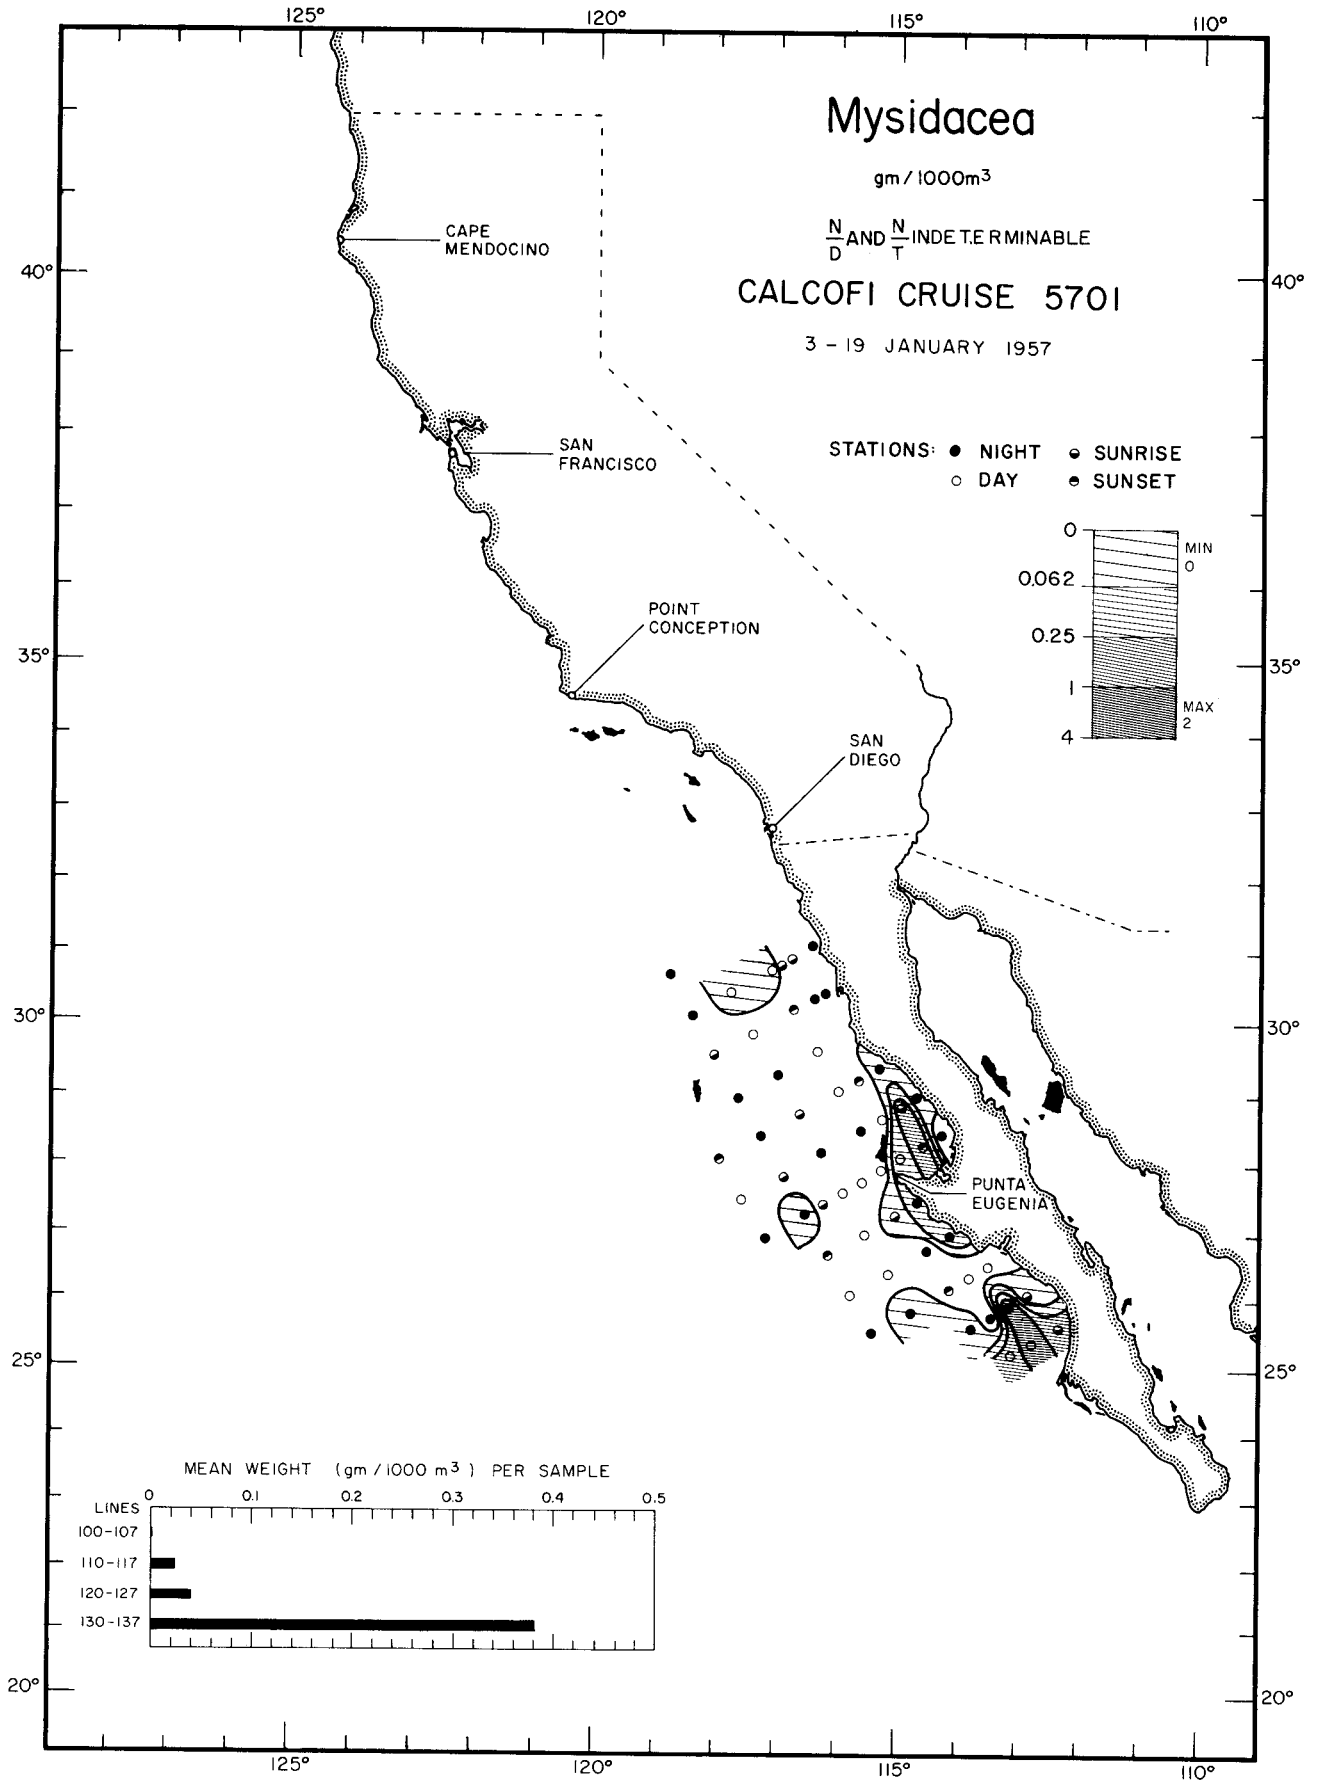 125° 120° 115° 110°
Mysidacea
gm/1000m³
N/D AND N/T INDETERMINABLE
CALCOFI CRUISE 5701
3 – 19 JANUARY 1957
CAPE
MENDOCINO
40° 40°
SAN
FRANCISCO
STATIONS: ● NIGHT SUNRISE
○ DAY SUNSET
0
MIN
0
0.062
0.25
1
MAX
2
4
POINT
CONCEPTION
35° 35°
SAN
DIEGO
30° 30°
PUNTA
EUGENIA
25° 25°
MEAN WEIGHT (gm/1000 m³) PER SAMPLE
0 0.1 0.2 0.3 0.4 0.5
LINES
100–107
110–117
120–127
130–137
20° 20°
125° 120° 115° 110°